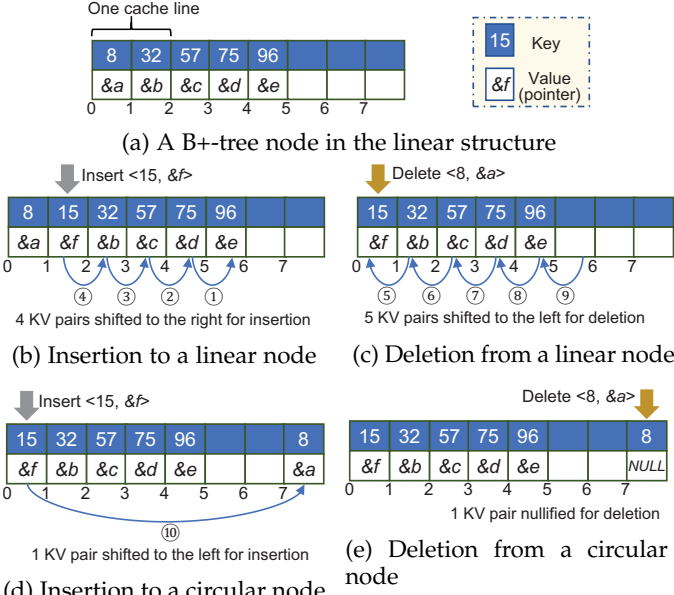 One cache line
8 32 57 75 96
&a &b &c &d &e
0 1 2 3 4 5 6 7
15 Key
&f Value
(pointer)
(a) A B+-tree node in the linear structure
Insert <15, &f>
8 15 32 57 75 96
&a &f &b &c &d &e
0 1 2 3 4 5 6 7
④ ③ ② ①
4 KV pairs shifted to the right for insertion
(b) Insertion to a linear node
Delete <8, &a>
15 32 57 75 96
&f &b &c &d &e
0 1 2 3 4 5 6 7
⑤ ⑥ ⑦ ⑧ ⑨
5 KV pairs shifted to the left for deletion
(c) Deletion from a linear node
Insert <15, &f>
15 32 57 75 96 8
&f &b &c &d &e &a
0 1 2 3 4 5 6 7
⑩
1 KV pair shifted to the left for insertion
(d) Insertion to a circular node
Delete <8, &a>
15 32 57 75 96 8
&f &b &c &d &e NULL
0 1 2 3 4 5 6 7
1 KV pair nullified for deletion
(e) Deletion from a circular
node